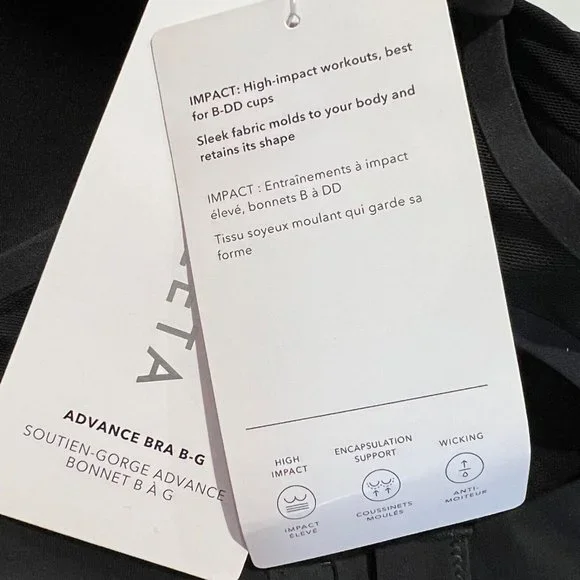 IMPACT: High-impact workouts, best
for B-DD cups
Sleek fabric molds to your body and
retains its shape
IMPACT : Entraînements à impact
élevé, bonnets B à DD
Tissu soyeux moulant qui garde sa
forme
HIGH
IMPACT
IMPACT
ÉLEVÉ
ENCAPSULATION
SUPPORT
COUSSINETS
MOULÉS
WICKING
ANTI-
MOITEUR
LETA
ADVANCE BRA B-G
SOUTIEN-GORGE ADVANCE
BONNET B À G